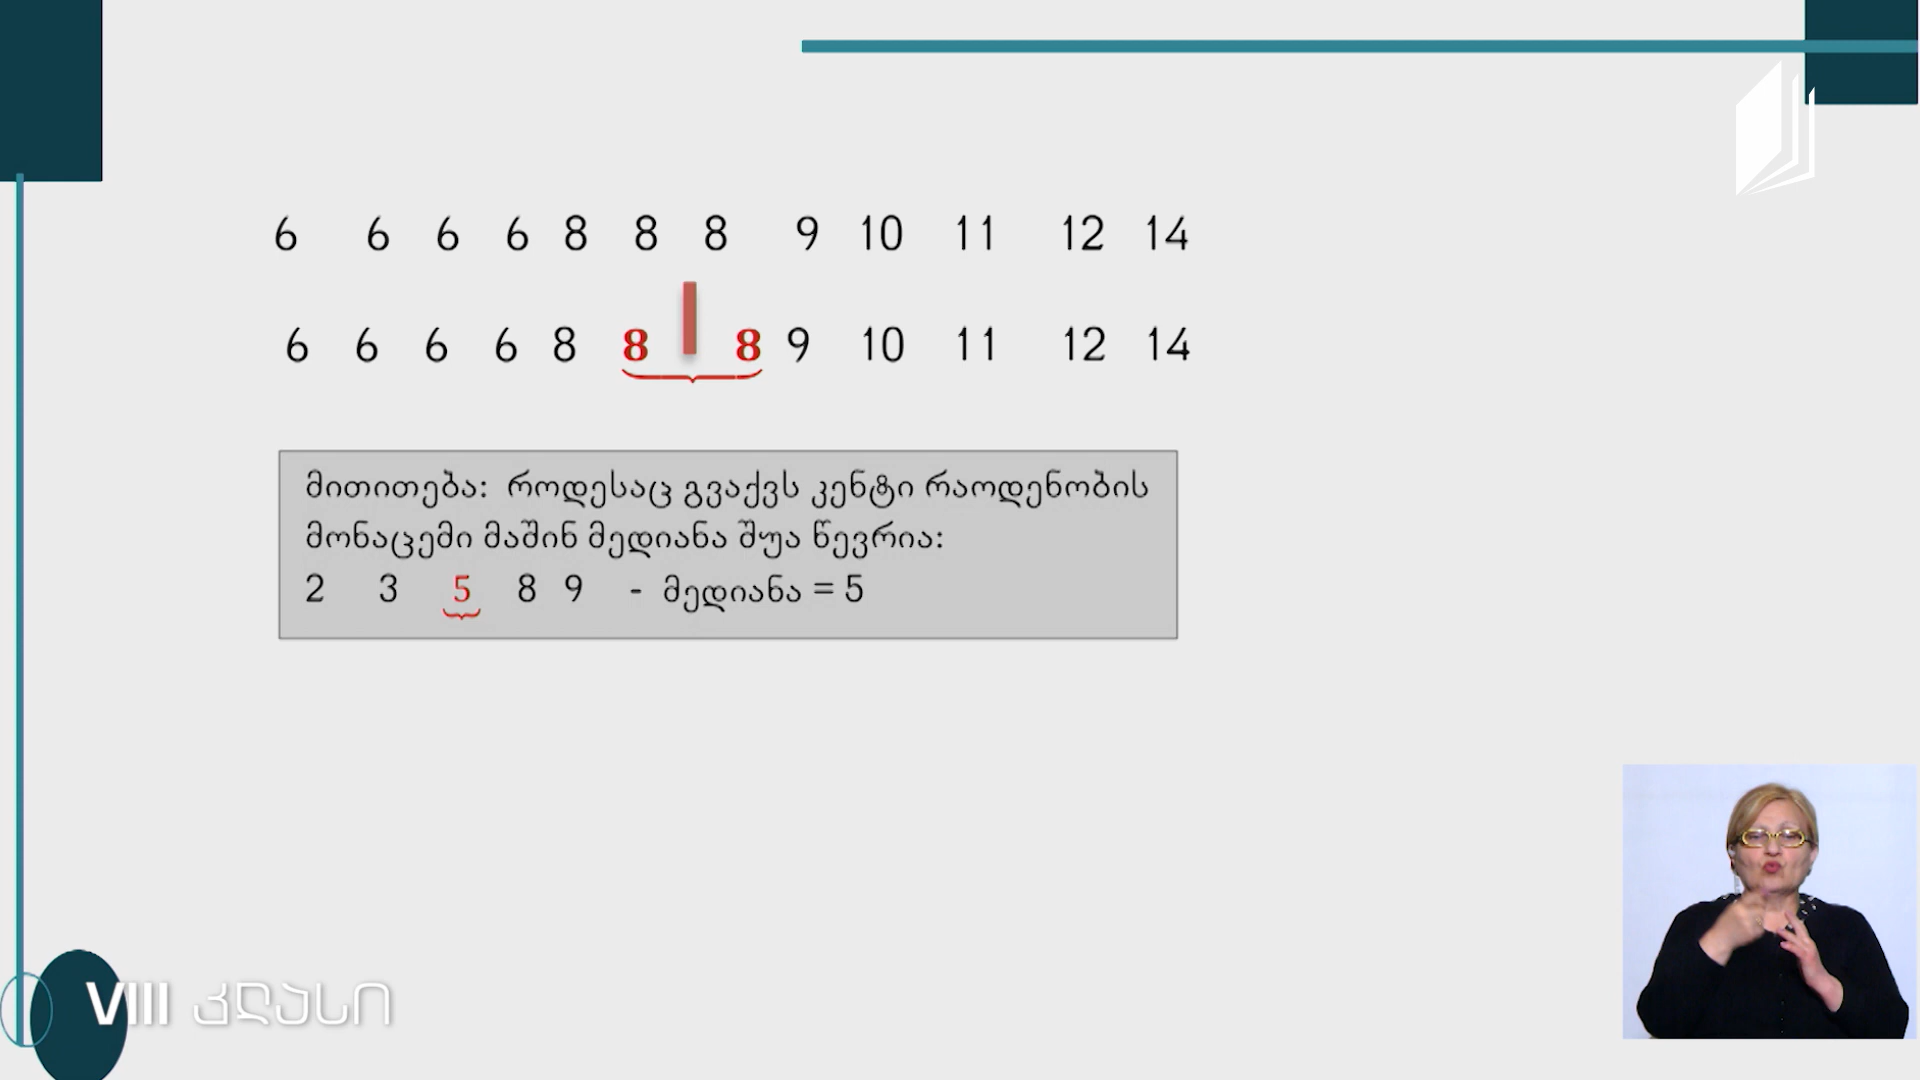 6 6 6 6 8 8 8 9 10 11 12 14
6 6 6 6 8 8 8 9 10 11 12 14
მითითება: როდესაც გვაქვს კენტი რაოდენობის
მონაცემი მაშინ მედიანა შუა წევრია:
2 3 5 8 9 - მედიანა = 5
VIII კლასი